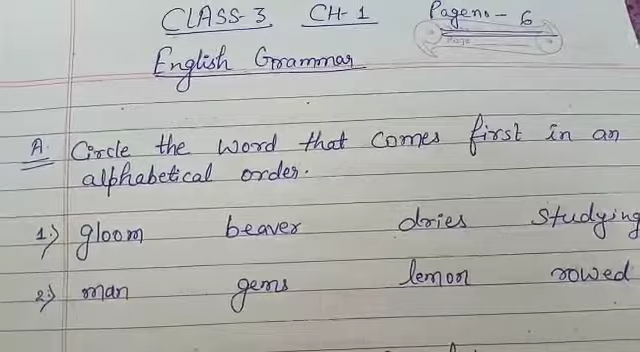 CLASS-3 CH-1 Page no - 6
English Grammar
A. Circle the word that comes first in an
alphabetical order.
1.) gloom beaver dries studying
2.) man gems lemon rowed